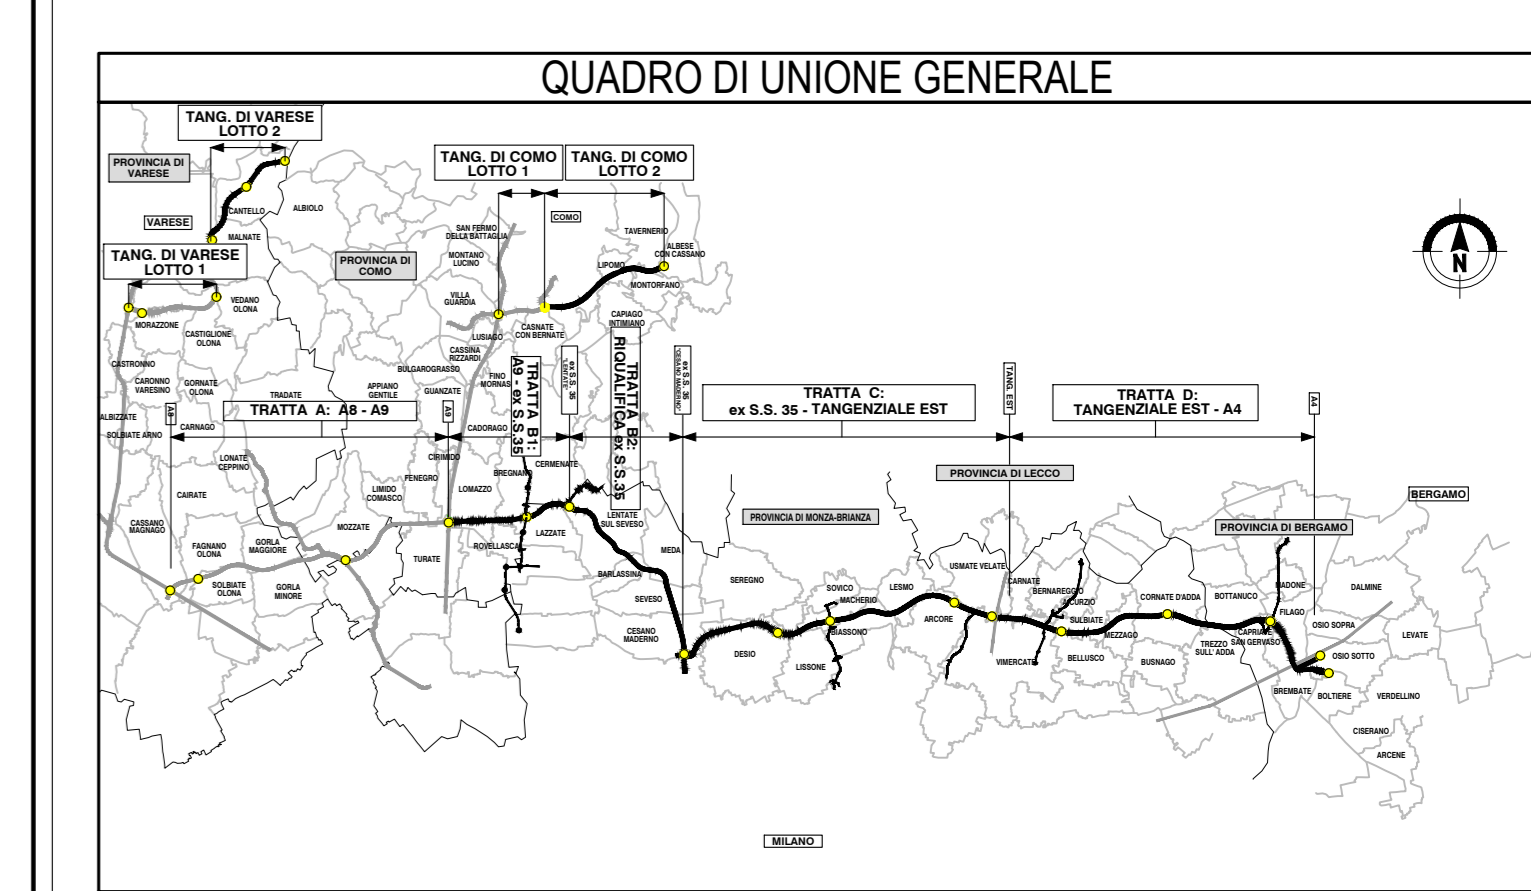 QUADRO DI UNIONE GENERALE
TANG. DI VARESE
LOTTO 2
PROVINCIA DI
VARESE
VARESE
CANTELLO
ALBIOLO
MALNATE
TANG. DI VARESE
LOTTO 1
VEDANO
OLONA
MORAZZONE
CASTIGLIONE
OLONA
PROVINCIA DI
COMO
TANG. DI COMO
LOTTO 1
TANG. DI COMO
LOTTO 2
COMO
SAN FERMO
DELLA BATTAGLIA
MONTANO
LUCINO
VILLA
GUARDIA
TAVERNERIO
ALBESE
CON CASSANO
LIPOMO
MONTORFANO
CAPIAGO
INTIMIANO
LUSIAGO
CASNATE
CON BERNATE
CASSINA
RIZZARDI
BULGAROGRASSO
FINO
MORNAS
GUANZATE
APPIANO
GENTILE
CASTRONNO
CARONNO
VARESINO
GORNATE
OLONA
TRADATE
ALBIZZATE
SOLBIATE ARNO
CARNAGO
A8
TRATTA A: A8 - A9
A9
CADORAGO
TRATTA B1:
A9 - ex S.S.35
ex S.S. 35
"LENTATE"
TRATTA B2:
RIQUALIFICA ex S.S.35
ex S.S. 35
"CESANO MADERNO"
TRATTA C:
ex S.S. 35 - TANGENZIALE EST
TANG. EST
TRATTA D:
TANGENZIALE EST - A4
A4
N
LONATE
CEPPINO
CIRIMIDO
FENEGRO
BREGNANO
CERMENATE
CAIRATE
LIMIDO
COMASCO
LOMAZZO
CASSANO
MAGNAGO
MOZZATE
FAGNANO
OLONA
GORLA
MAGGIORE
TURATE
ROVELLASCA
LAZZATE
LENTATE
SUL SEVESO
SOLBIATE
OLONA
GORLA
MINORE
MEDA
BARLASSINA
SEVESO
CESANO
MADERNO
PROVINCIA DI LECCO
PROVINCIA DI MONZA-BRIANZA
PROVINCIA DI BERGAMO
BERGAMO
SEREGNO
SOVICO
MACHERIO
LESMO
USMATE VELATE
CARNATE
BERNAREGGIO
SULBIATE
CORNATE D'ADDA
BOTTANUCO
MADONE
DALMINE
FILAGO
OSIO SOPRA
DESIO
LISSONE
BIASSONO
ARCORE
VIMERCATE
MEZZAGO
BELLUSCO
BUSNAGO
TREZZO
SULL' ADDA
CAPRIATE
SAN GERVASO
OSIO SOTTO
LEVATE
BREMBATE
BOLTIERE
VERDELLINO
CISERANO
ARCENE
MILANO